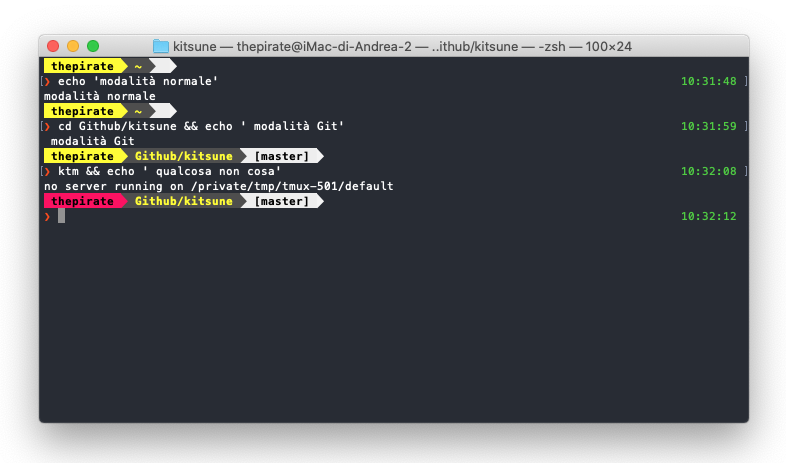 kitsune — thepirate@iMac-di-Andrea-2 — ..ithub/kitsune — -zsh — 100×24
thepirate ~
[❯ echo 'modalità normale' 10:31:48 ]
modalità normale
thepirate ~
[❯ cd Github/kitsune && echo ' modalità Git' 10:31:59 ]
modalità Git
thepirate Github/kitsune [master]
[❯ ktm && echo ' qualcosa non cosa' 10:32:08 ]
no server running on /private/tmp/tmux-501/default
thepirate Github/kitsune [master]
❯ 10:32:12